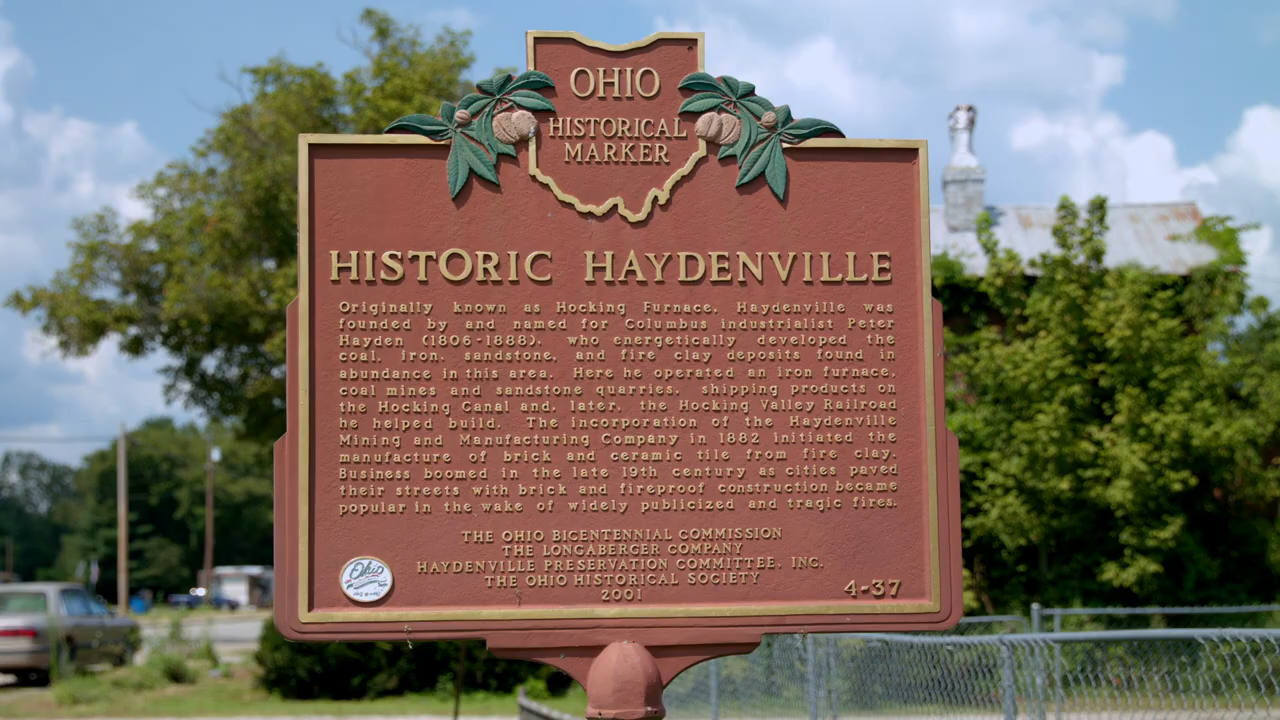 OHIO
HISTORICAL
MARKER
HISTORIC HAYDENVILLE
Originally known as Hocking Furnace, Haydenville was
founded by and named for Columbus industrialist Peter
Hayden (1806-1888), who energetically developed the
coal, iron, sandstone, and fire clay deposits found in
abundance in this area. Here he operated an iron furnace,
coal mines and sandstone quarries, shipping products on
the Hocking Canal and, later, the Hocking Valley Railroad
he helped build. The incorporation of the Haydenville
Mining and Manufacturing Company in 1882 initiated the
manufacture of brick and ceramic tile from fire clay.
Business boomed in the late 19th century as cities paved
their streets with brick and fireproof construction became
popular in the wake of widely publicized and tragic fires.
THE OHIO BICENTENNIAL COMMISSION
THE LONGABERGER COMPANY
HAYDENVILLE PRESERVATION COMMITTEE, INC.
THE OHIO HISTORICAL SOCIETY
2001
4-37
Ohio